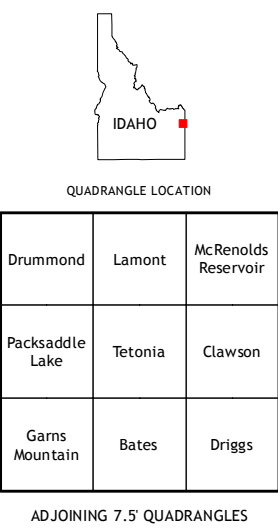 IDAHO
QUADRANGLE LOCATION
Drummond
Lamont
McRenolds
Reservoir
Packsaddle
Lake
Tetonia
Clawson
Garns
Mountain
Bates
Driggs
ADJOINING 7.5' QUADRANGLES